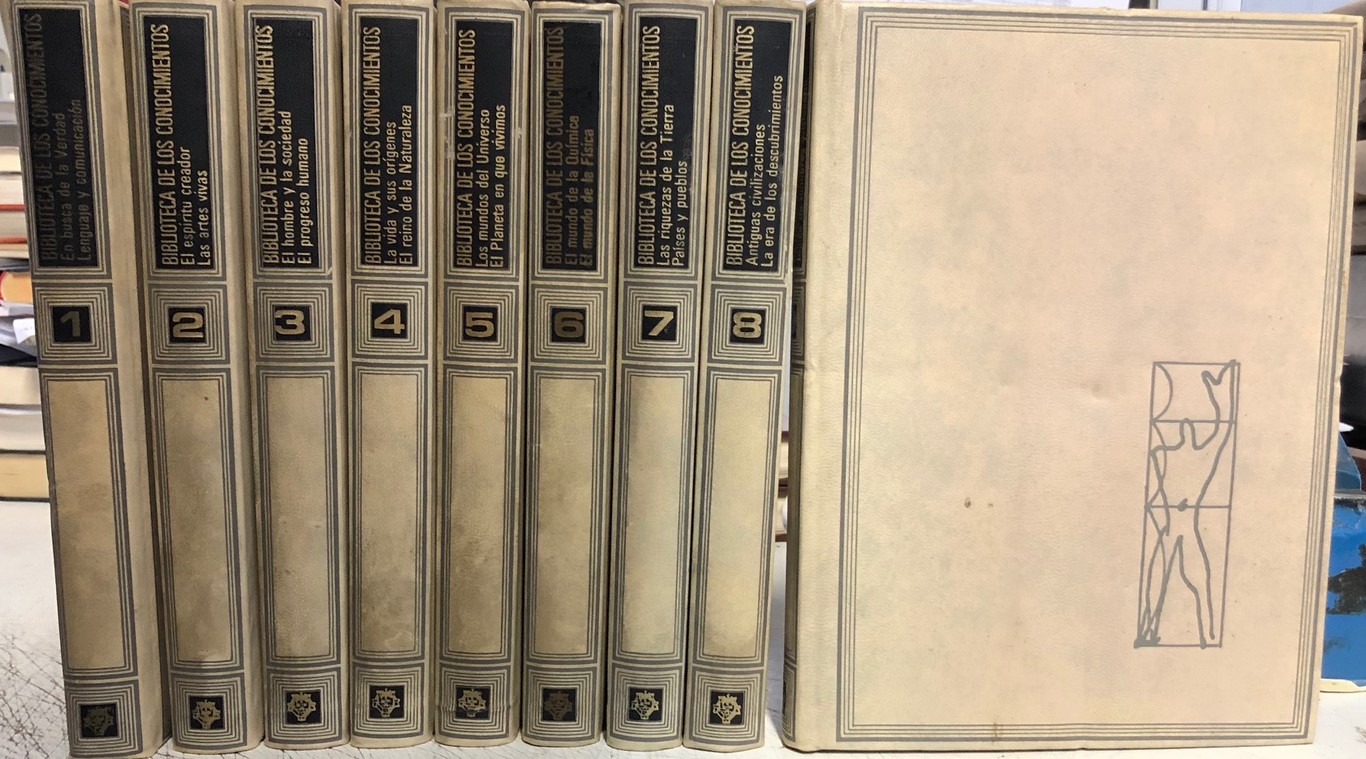 BIBLIOTECA DE LOS CONOCIMIENTOS
En busca de la Verdad
Lenguaje y comunicación
1
BIBLIOTECA DE LOS CONOCIMIENTOS
El espíritu creador
Las artes vivas
2
BIBLIOTECA DE LOS CONOCIMIENTOS
El hombre y la sociedad
El progreso humano
3
BIBLIOTECA DE LOS CONOCIMIENTOS
La vida y sus orígenes
El reino de la Naturaleza
4
BIBLIOTECA DE LOS CONOCIMIENTOS
Los mundos del Universo
El Planeta en que vivimos
5
BIBLIOTECA DE LOS CONOCIMIENTOS
El mundo de la Química
El mundo de la Física
6
BIBLIOTECA DE LOS CONOCIMIENTOS
Las riquezas de la Tierra
Países y pueblos
7
BIBLIOTECA DE LOS CONOCIMIENTOS
Antiguas civilizaciones
La era de los descubrimientos
8